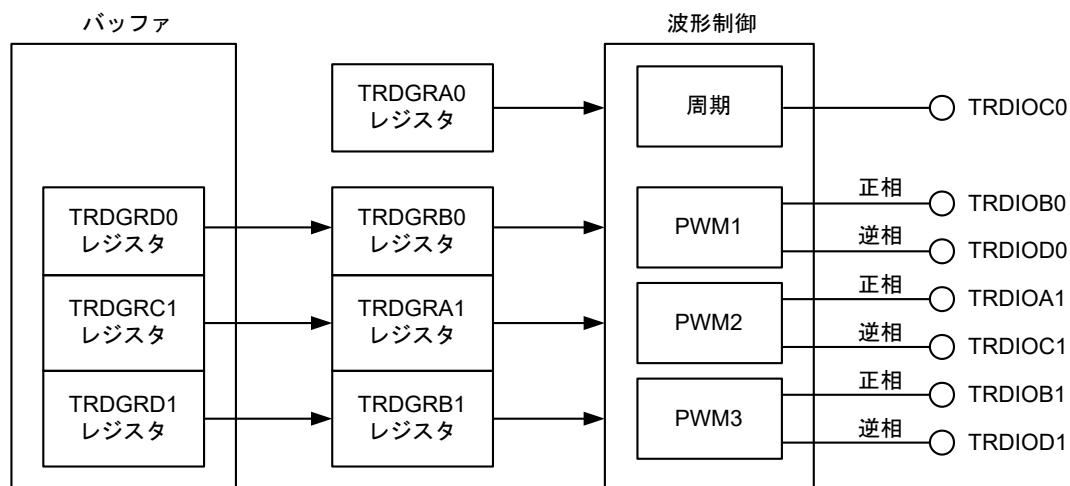 バッファ
波形制御
TRDGRA0
レジスタ
周期
TRDIOC0
TRDGRD0
レジスタ
TRDGRB0
レジスタ
PWM1
正相
TRDIOB0
逆相
TRDIOD0
TRDGRC1
レジスタ
TRDGRA1
レジスタ
PWM2
正相
TRDIOA1
逆相
TRDIOC1
TRDGRD1
レジスタ
TRDGRB1
レジスタ
PWM3
正相
TRDIOB1
逆相
TRDIOD1